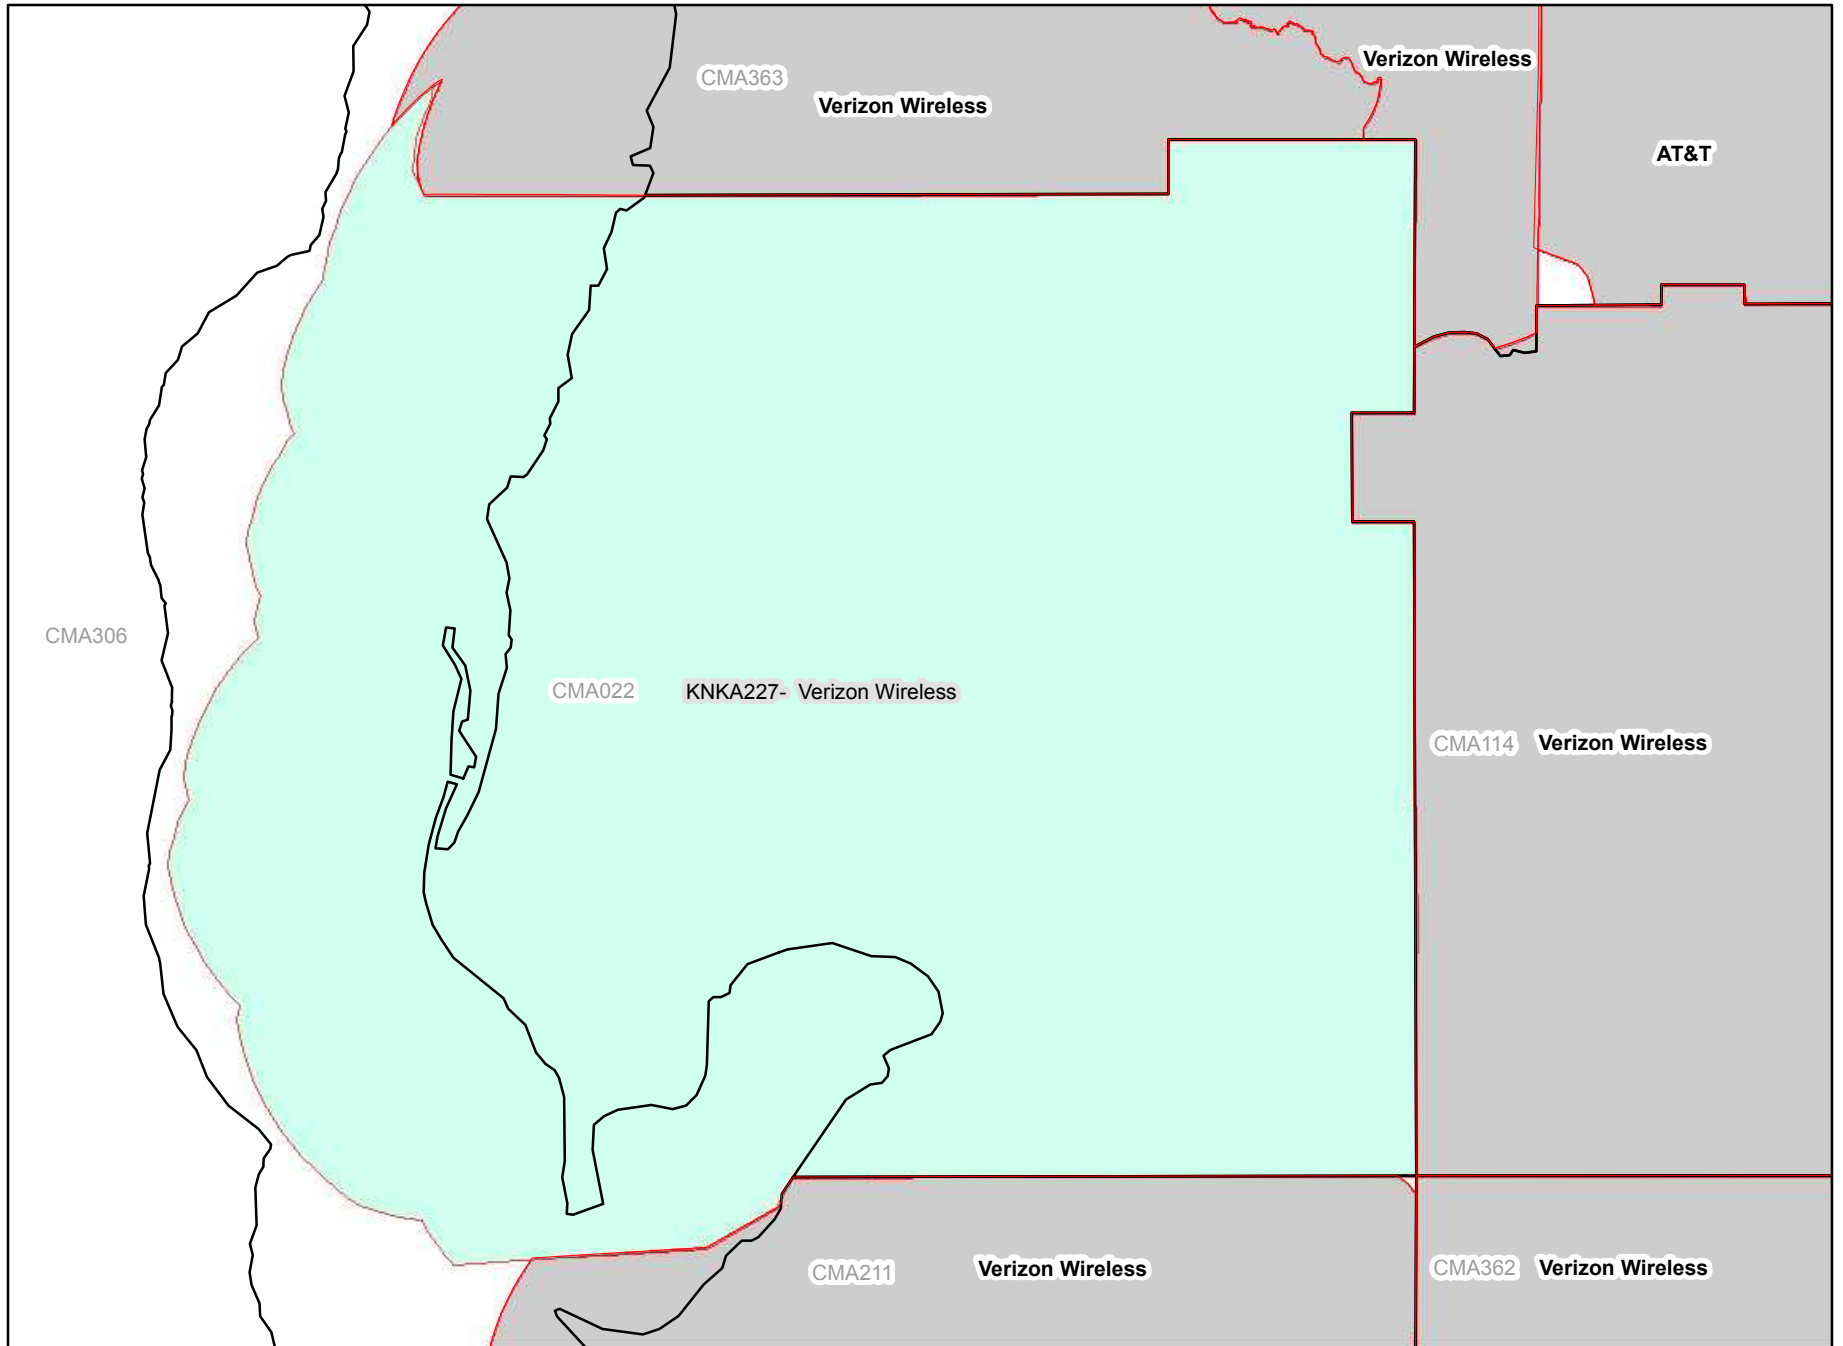 Verizon Wireless
CMA363
Verizon Wireless
AT&T
CMA306
CMA022 KNKA227- Verizon Wireless
CMA114 Verizon Wireless
CMA211 Verizon Wireless
CMA362 Verizon Wireless